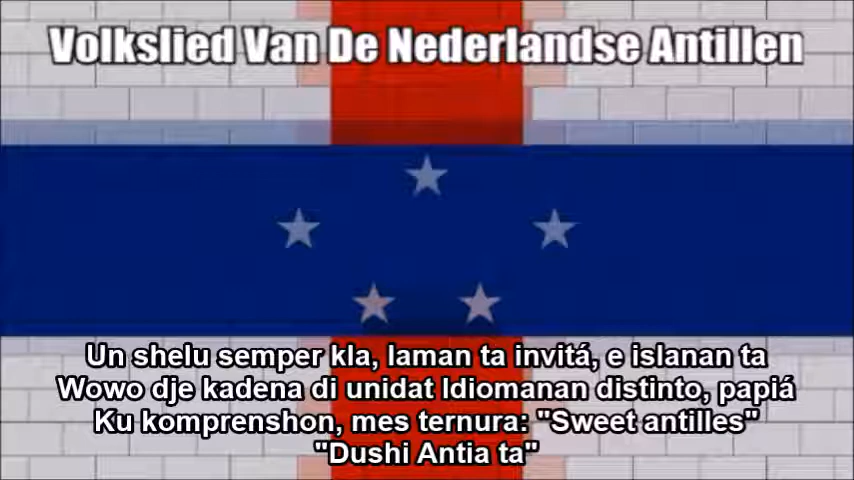 Volkslied Van De Nederlandse Antillen
Un shelu semper kla, laman ta invitá, e islanan ta
Wowo dje kadena di unidat Idiomanan distinto, papiá
Ku komprenshon, mes ternura: "Sweet antilles"
"Dushi Antia ta"